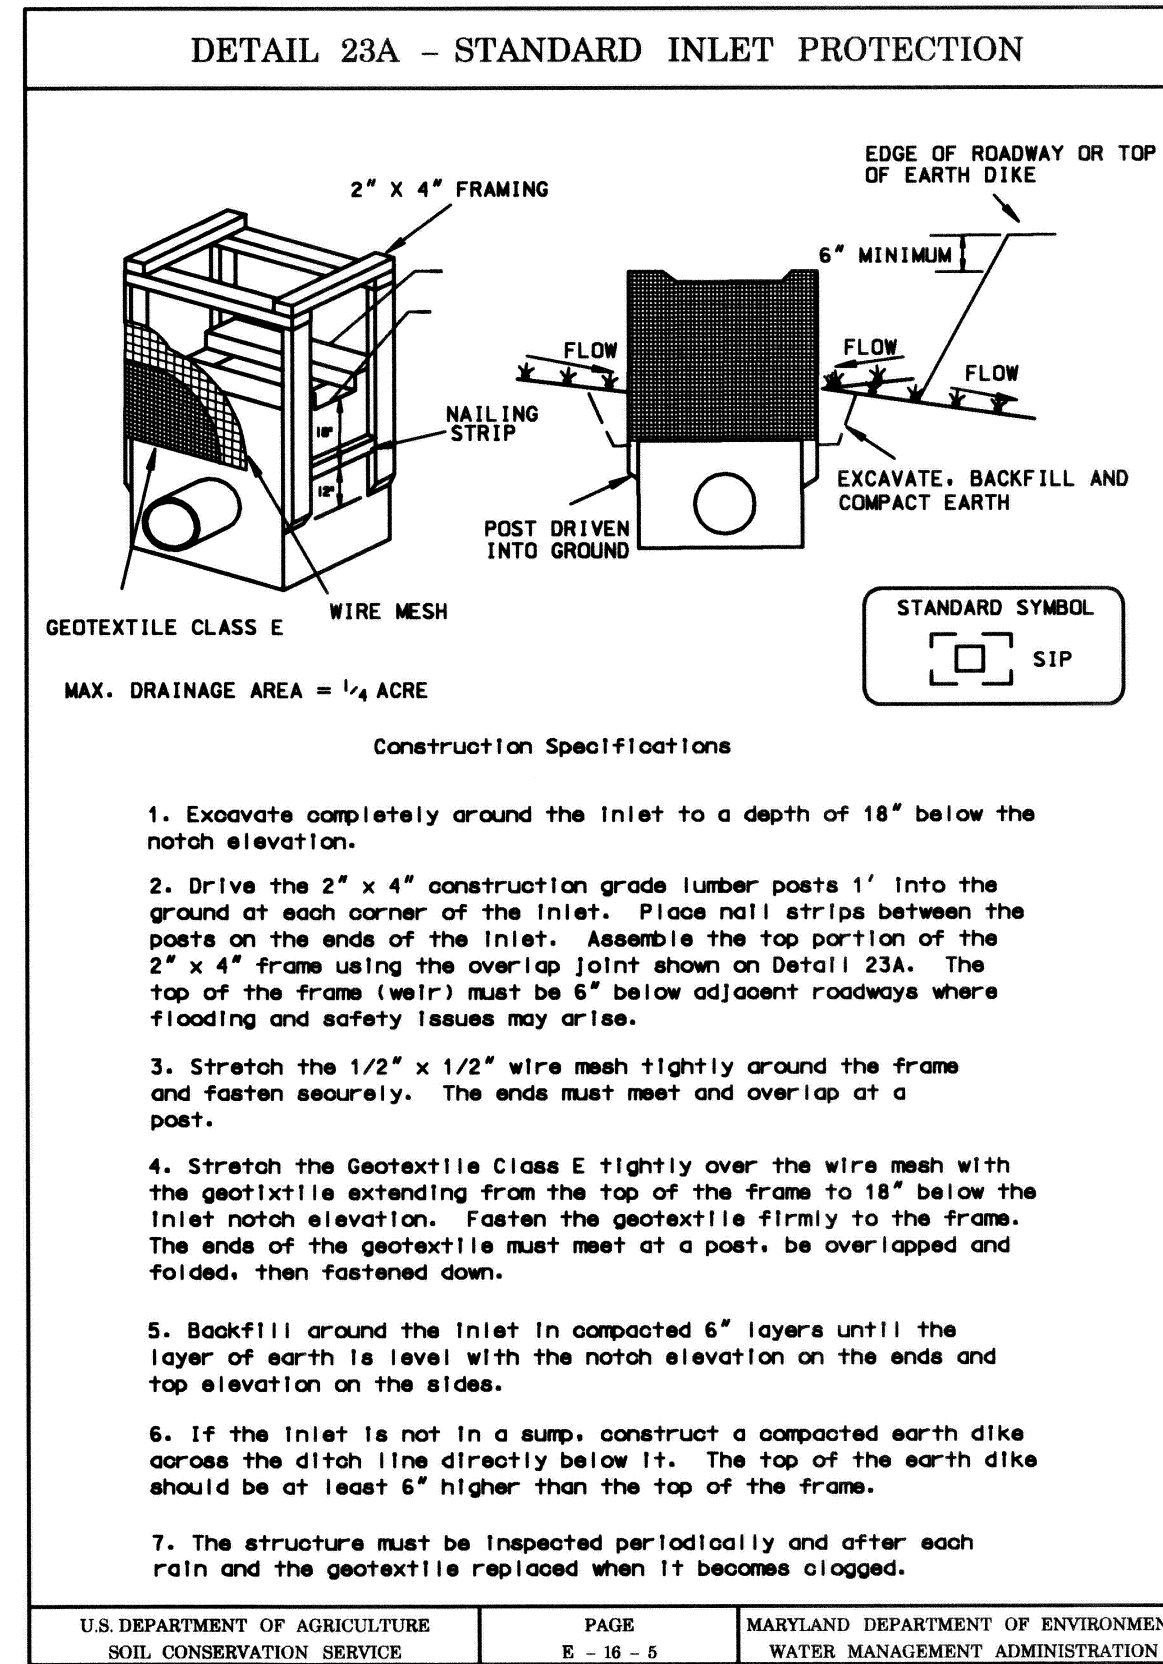 DETAIL 23A – STANDARD INLET PROTECTION
EDGE OF ROADWAY OR TOP
OF EARTH DIKE
2" X 4" FRAMING
6" MINIMUM
FLOW
FLOW
FLOW
NAILING
STRIP
18"
12"
EXCAVATE, BACKFILL AND
COMPACT EARTH
POST DRIVEN
INTO GROUND
WIRE MESH
GEOTEXTILE CLASS E
STANDARD SYMBOL
SIP
MAX. DRAINAGE AREA = 1/4 ACRE
Construction Specifications
1. Excavate completely around the inlet to a depth of 18" below the
notch elevation.
2. Drive the 2" x 4" construction grade lumber posts 1' into the
ground at each corner of the inlet. Place nail strips between the
posts on the ends of the inlet. Assemble the top portion of the
2" x 4" frame using the overlap joint shown on Detail 23A. The
top of the frame (weir) must be 6" below adjacent roadways where
flooding and safety issues may arise.
3. Stretch the 1/2" x 1/2" wire mesh tightly around the frame
and fasten securely. The ends must meet and overlap at a
post.
4. Stretch the Geotextile Class E tightly over the wire mesh with
the geotixtile extending from the top of the frame to 18" below the
inlet notch elevation. Fasten the geotextile firmly to the frame.
The ends of the geotextile must meet at a post, be overlapped and
folded, then fastened down.
5. Backfill around the inlet in compacted 6" layers until the
layer of earth is level with the notch elevation on the ends and
top elevation on the sides.
6. If the inlet is not in a sump, construct a compacted earth dike
across the ditch line directly below it. The top of the earth dike
should be at least 6" higher than the top of the frame.
7. The structure must be inspected periodically and after each
rain and the geotextile replaced when it becomes clogged.
U.S. DEPARTMENT OF AGRICULTURE
SOIL CONSERVATION SERVICE
PAGE
E – 16 – 5
MARYLAND DEPARTMENT OF ENVIRONMEN
WATER MANAGEMENT ADMINISTRATION